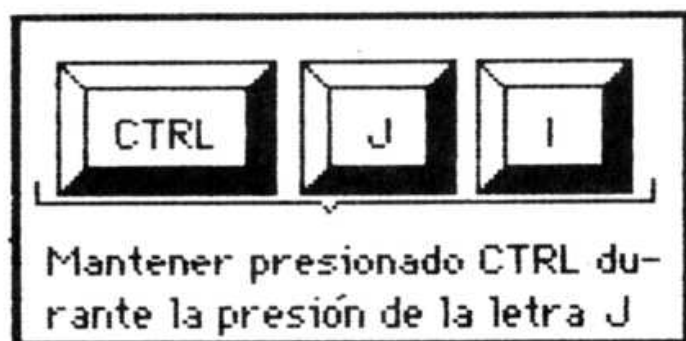 CTRL J I
Mantener presionado CTRL du-
rante la presión de la letra J